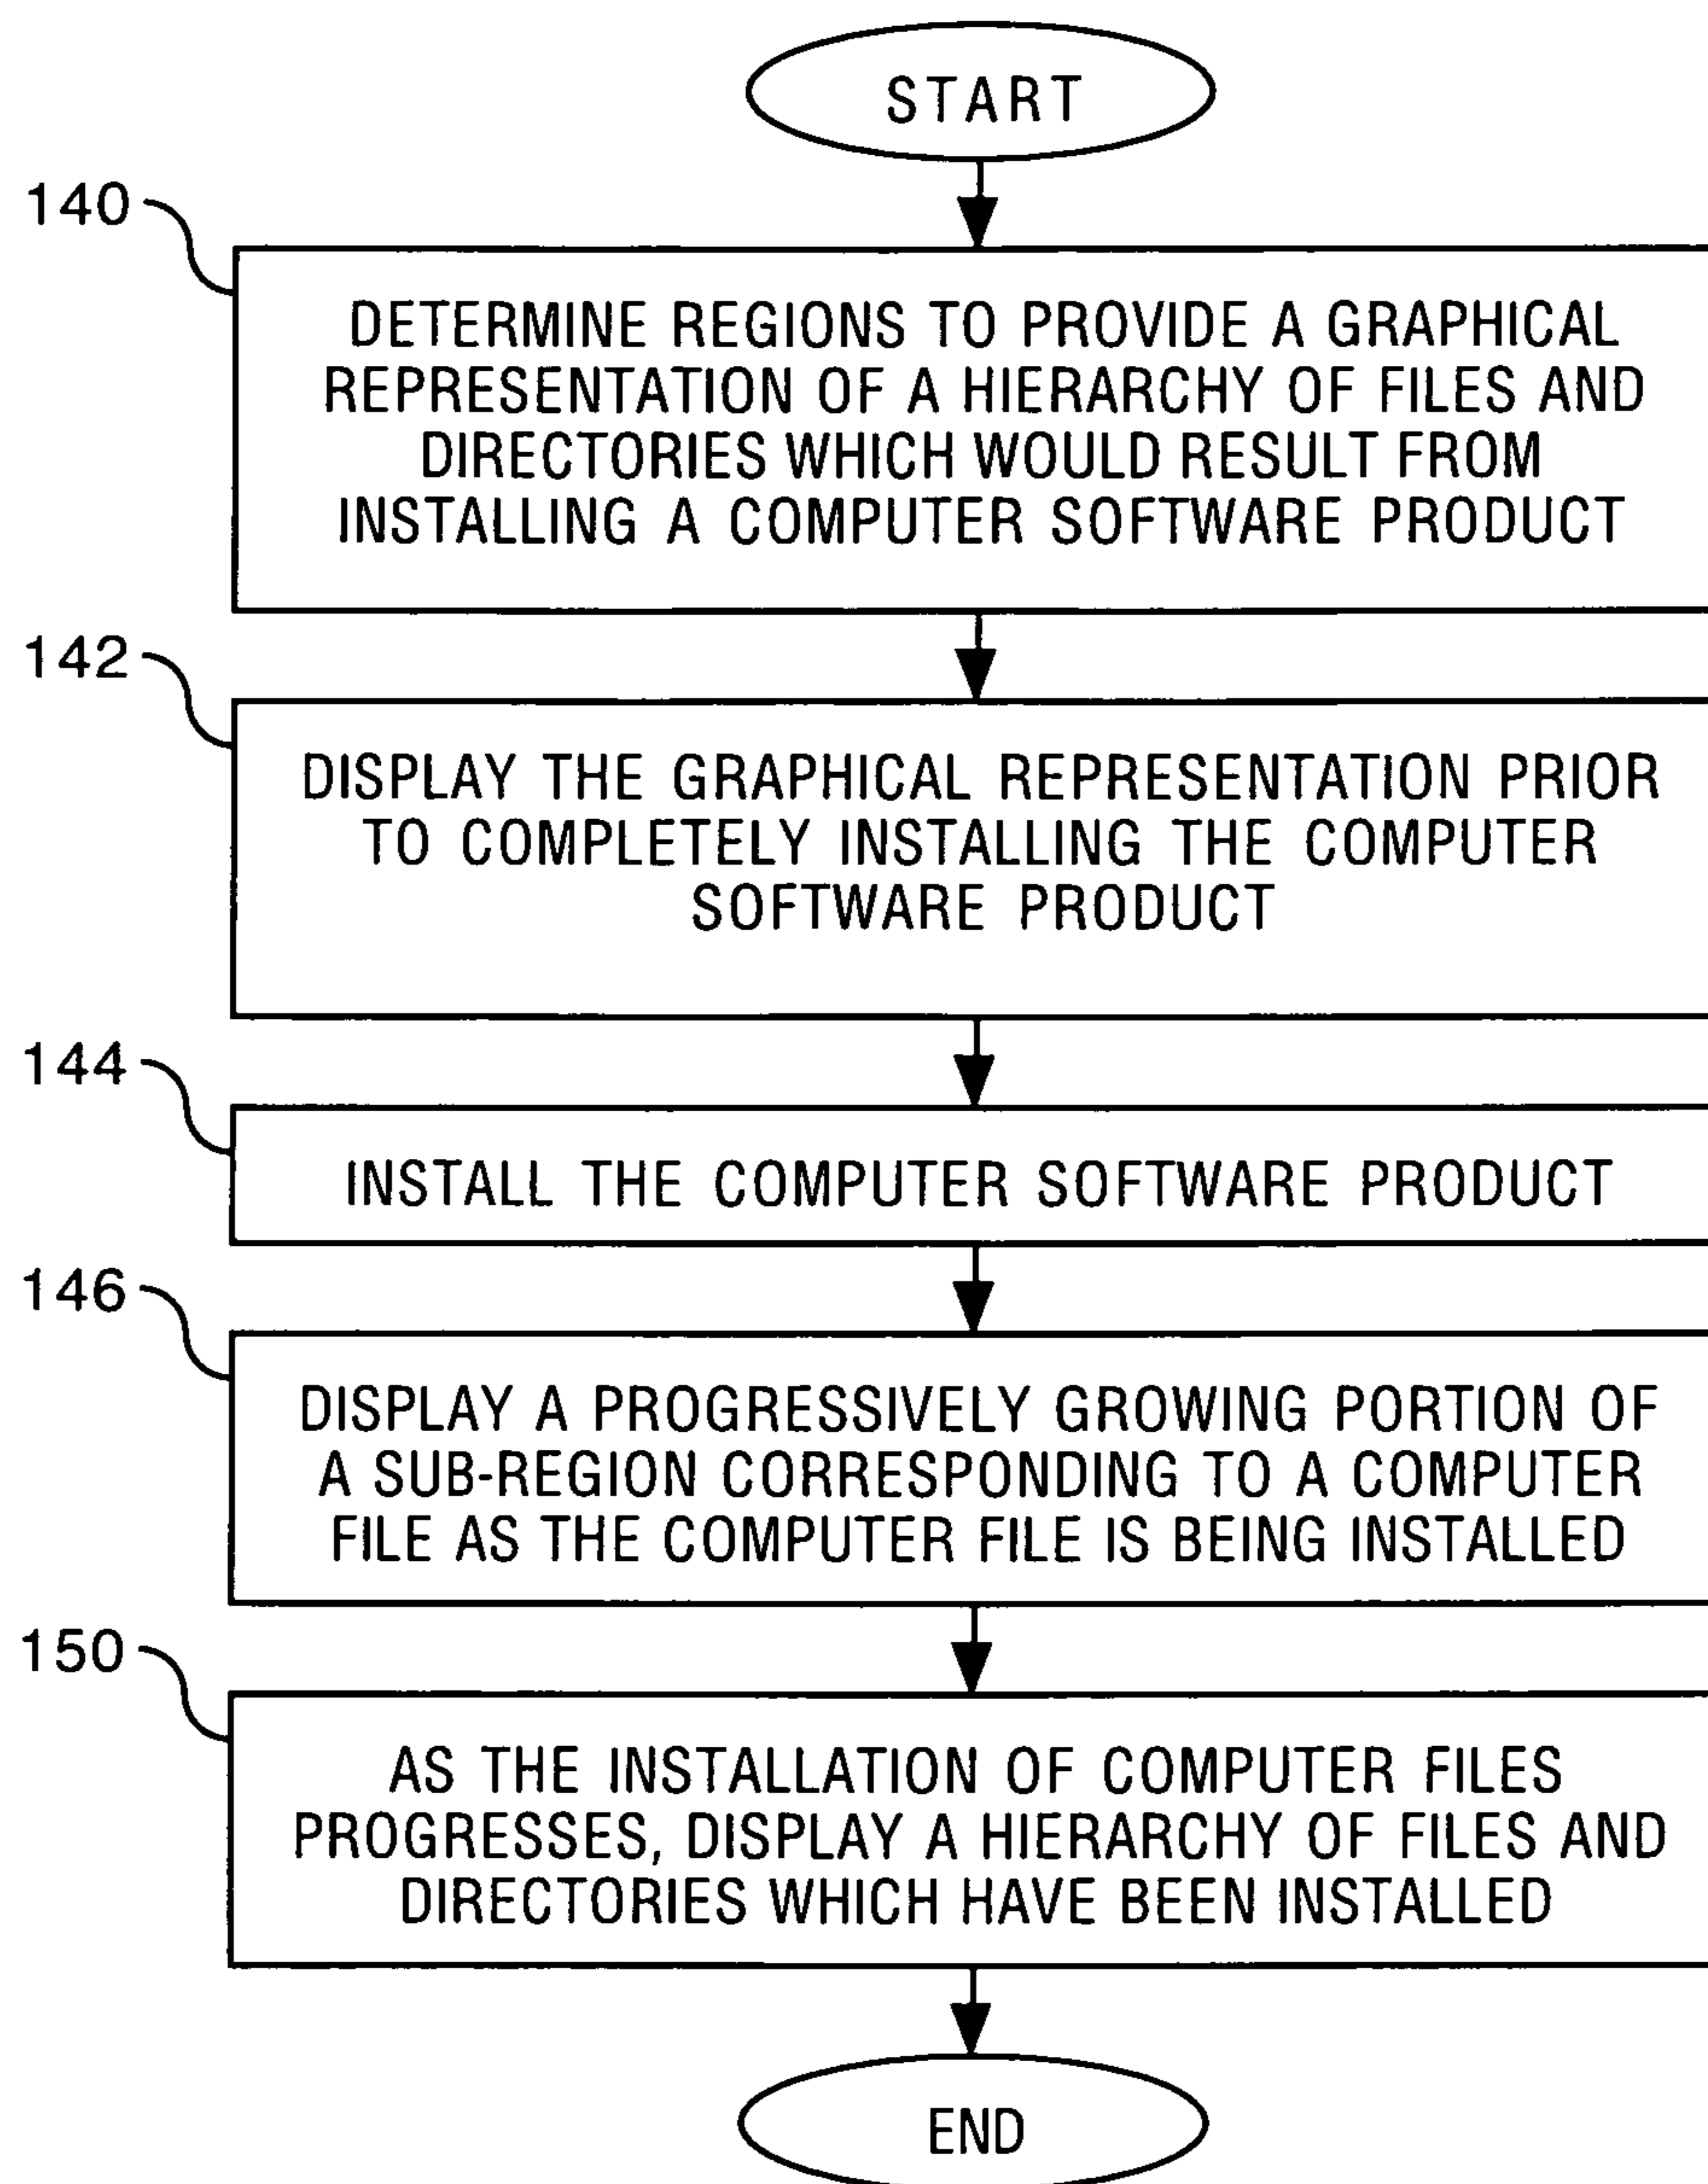 START
140
DETERMINE REGIONS TO PROVIDE A GRAPHICAL
REPRESENTATION OF A HIERARCHY OF FILES AND
DIRECTORIES WHICH WOULD RESULT FROM
INSTALLING A COMPUTER SOFTWARE PRODUCT
142
DISPLAY THE GRAPHICAL REPRESENTATION PRIOR
TO COMPLETELY INSTALLING THE COMPUTER
SOFTWARE PRODUCT
144
INSTALL THE COMPUTER SOFTWARE PRODUCT
146
DISPLAY A PROGRESSIVELY GROWING PORTION OF
A SUB-REGION CORRESPONDING TO A COMPUTER
FILE AS THE COMPUTER FILE IS BEING INSTALLED
150
AS THE INSTALLATION OF COMPUTER FILES
PROGRESSES, DISPLAY A HIERARCHY OF FILES AND
DIRECTORIES WHICH HAVE BEEN INSTALLED
END